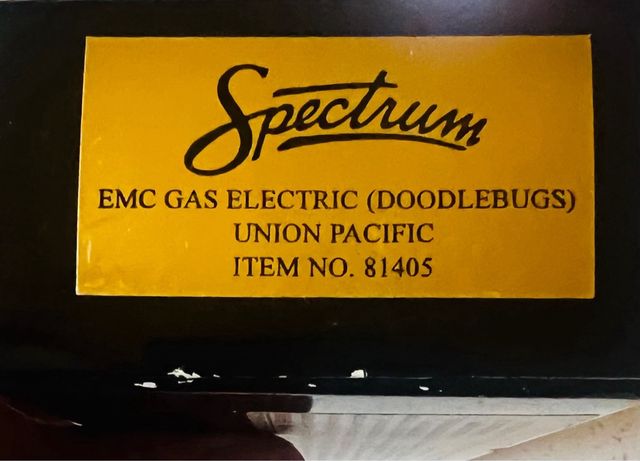 Spectrum
EMC GAS ELECTRIC (DOODLEBUGS)
UNION PACIFIC
ITEM NO. 81405